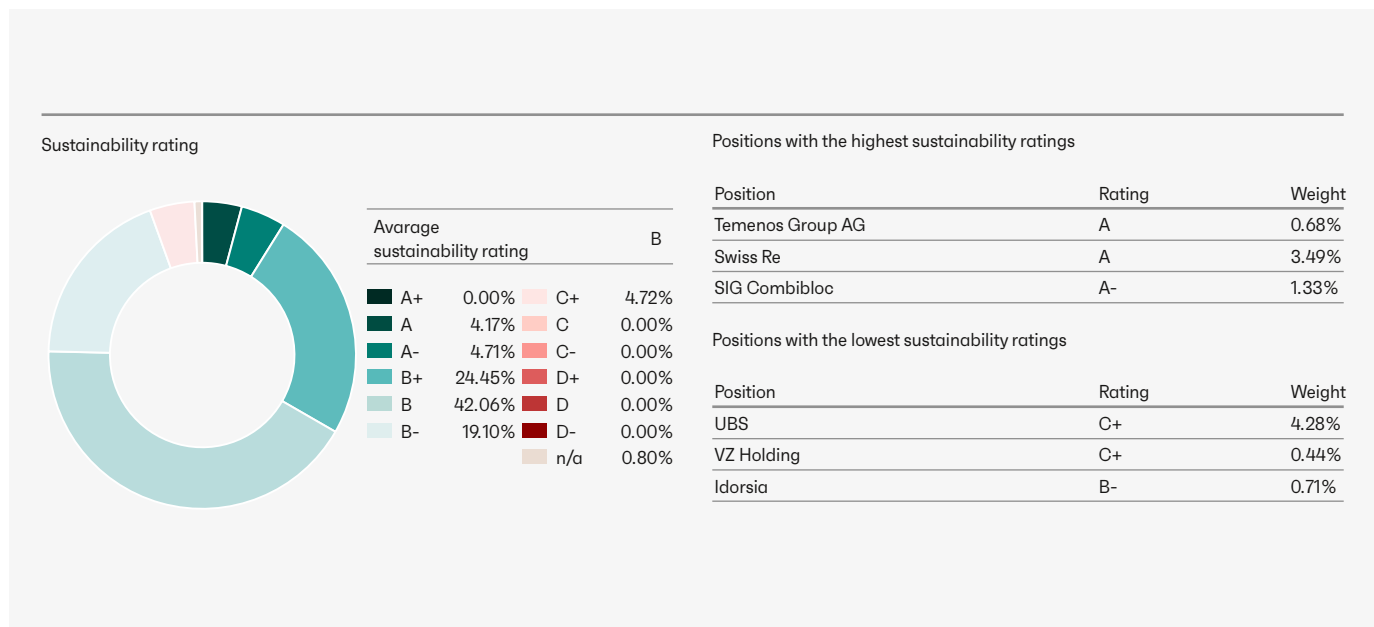 Sustainability rating
Avarage
sustainability rating B
A+ 0.00% C+ 4.72%
A 4.17% C 0.00%
A- 4.71% C- 0.00%
B+ 24.45% D+ 0.00%
B 42.06% D 0.00%
B- 19.10% D- 0.00%
n/a 0.80%
Positions with the highest sustainability ratings
Position Rating Weight
Temenos Group AG A 0.68%
Swiss Re A 3.49%
SIG Combibloc A- 1.33%
Positions with the lowest sustainability ratings
Position Rating Weight
UBS C+ 4.28%
VZ Holding C+ 0.44%
Idorsia B- 0.71%